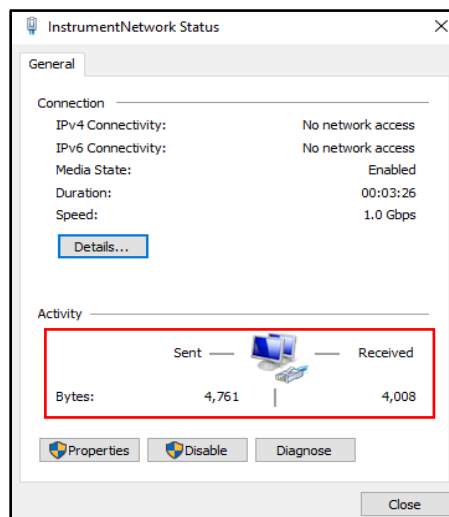 InstrumentNetwork Status
General
Connection
IPv4 Connectivity: No network access
IPv6 Connectivity: No network access
Media State: Enabled
Duration: 00:03:26
Speed: 1.0 Gbps
Details...
Activity
Sent Received
Bytes: 4,761 4,008
Properties Disable Diagnose
Close